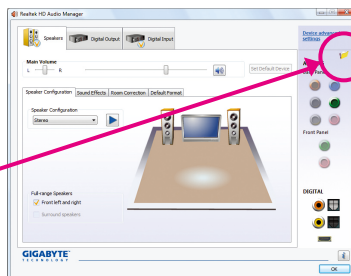 Realtek HD Audio Manager
Speakers
Digital Output
Digital Input
Device advanced
settings
Main Volume
L
R
Set Default Device
Speaker Configuration
Sound Effects
Room Correction
Default Format
Speaker Configuration
Stereo
Full-range Speakers
Front left and right
Surround speakers
Front Panel
DIGITAL
GIGABYTE
TECHNOLOGY
OK